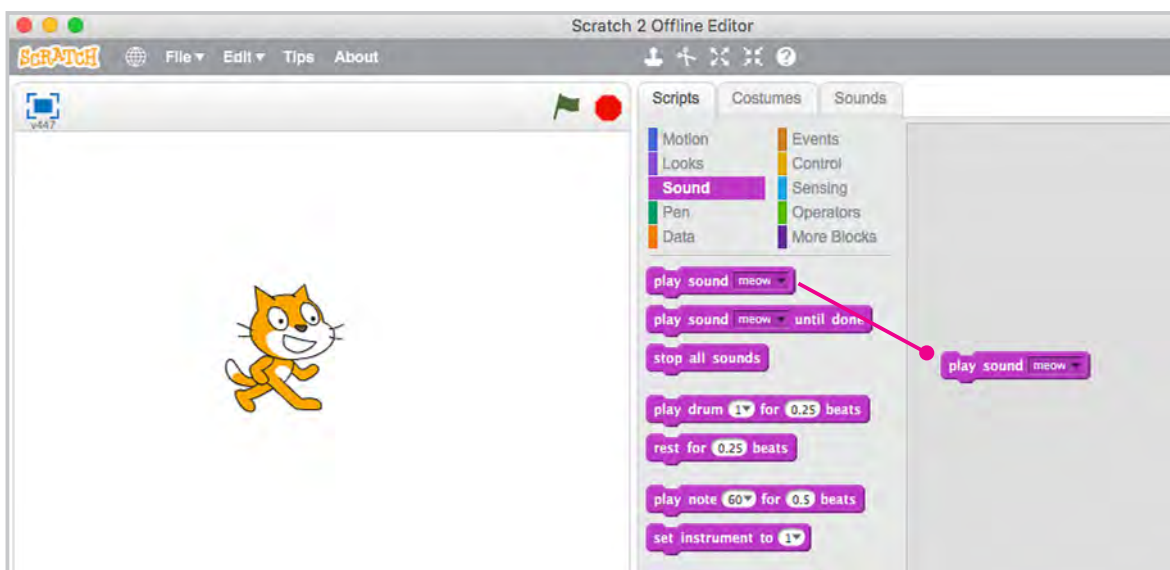 Scratch 2 Offline Editor
SCRATCH File Edit Tips About
v447
Scripts Costumes Sounds
Motion Events
Looks Control
Sound Sensing
Pen Operators
Data More Blocks
play sound meow
play sound meow until done
stop all sounds
play drum 1 for 0.25 beats
rest for 0.25 beats
play note 60 for 0.5 beats
set instrument to 1
play sound meow